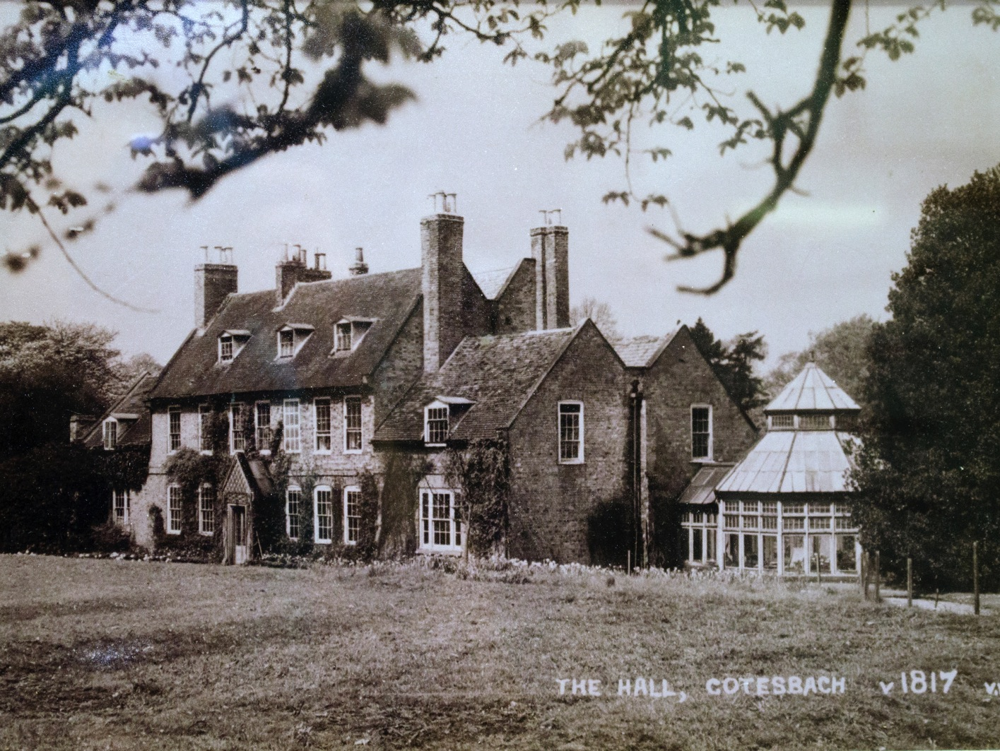 THE HALL, COTESBACH v 1817